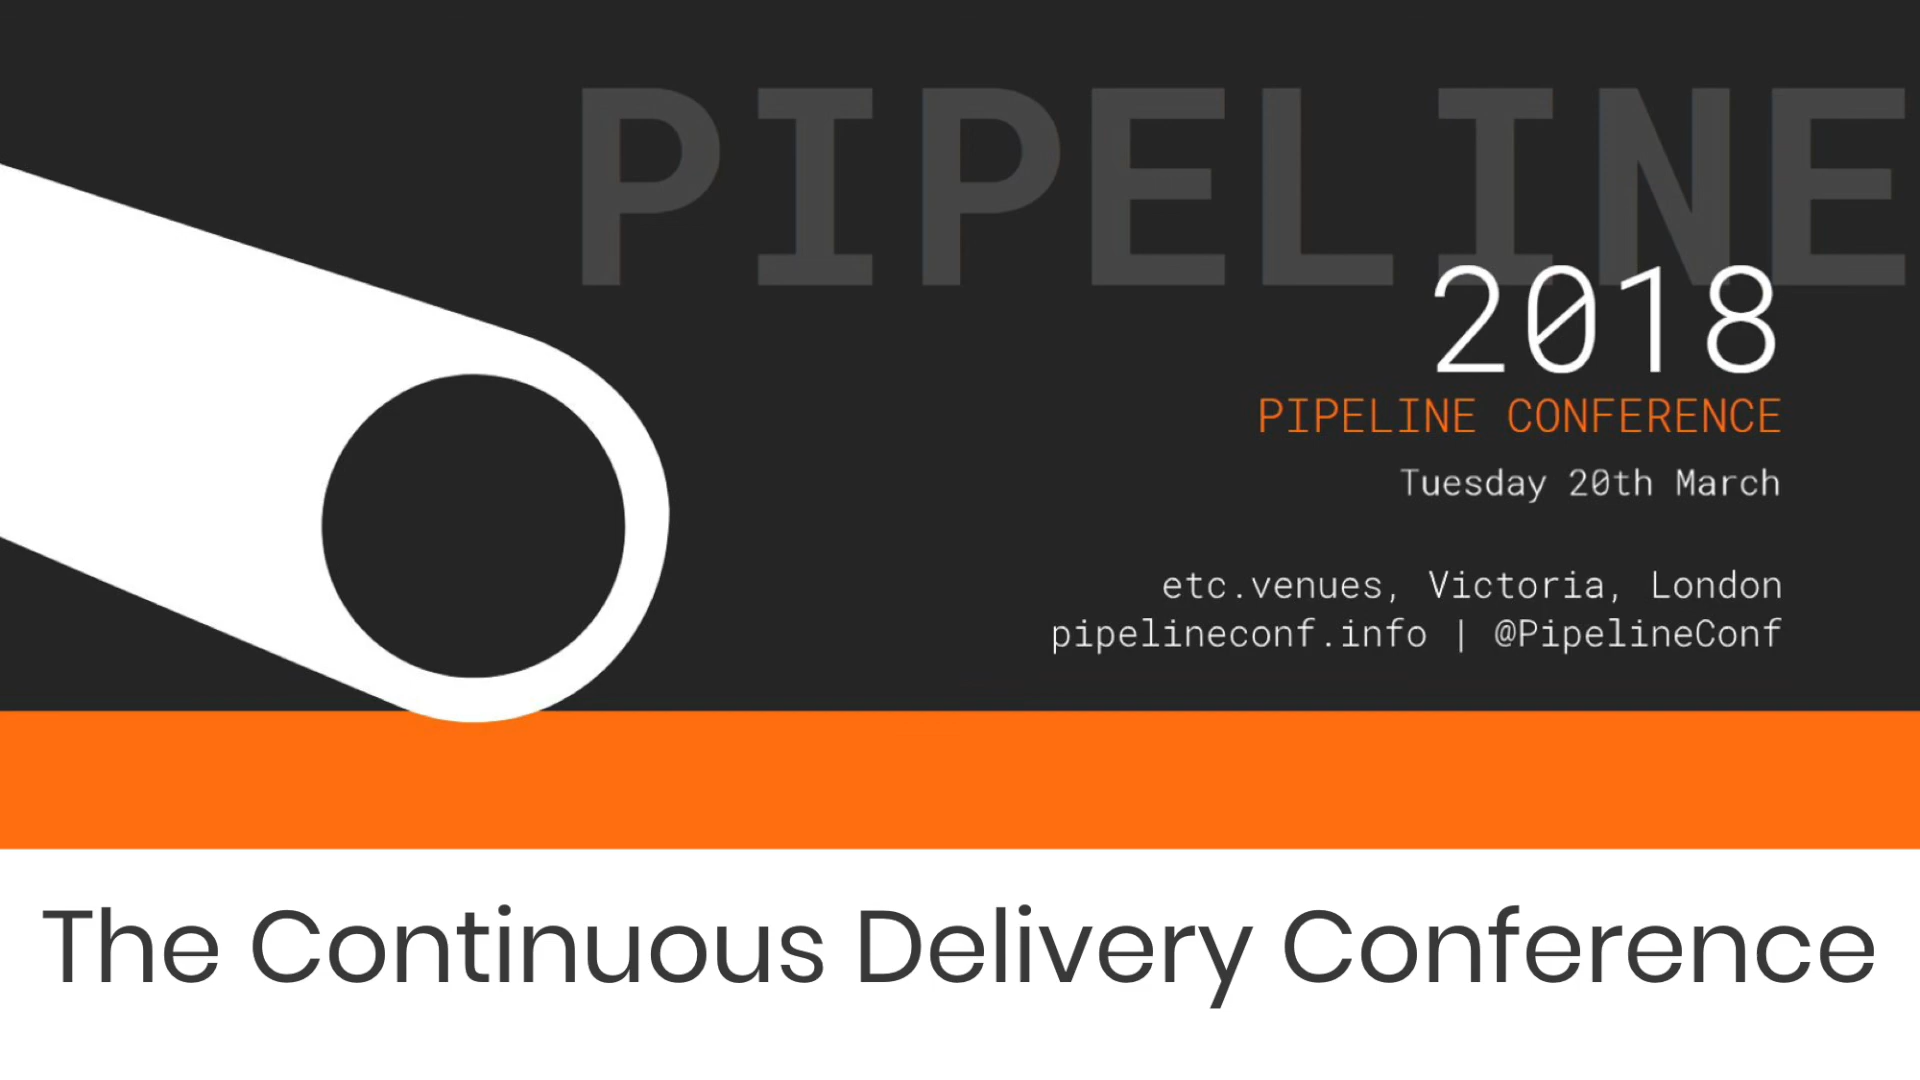 PIPELINE
2018
PIPELINE CONFERENCE
Tuesday 20th March
etc.venues, Victoria, London
pipelineconf.info | @PipelineConf
The Continuous Delivery Conference